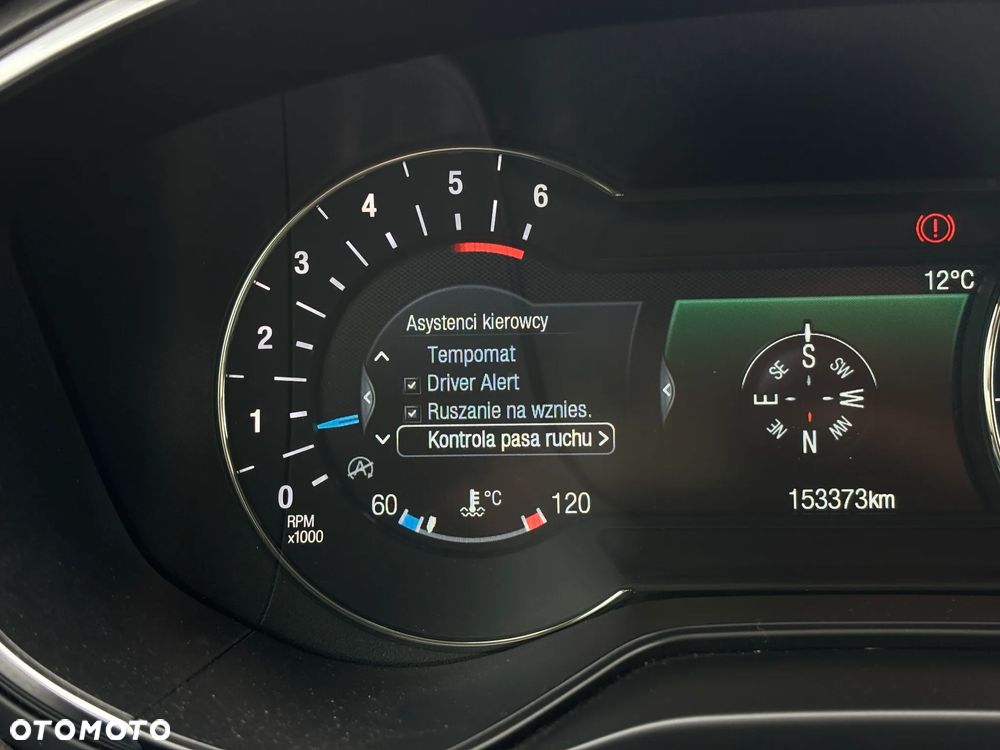 6
5
4
3
2
1
0
RPM
x1000
12°C
Asystenci kierowcy
Tempomat
Driver Alert
Ruszanie na wznies.
Kontrola pasa ruchu >
A
60 °C 120
S
SE SW
E W
NE NW
N
153373km
OTOMOTO